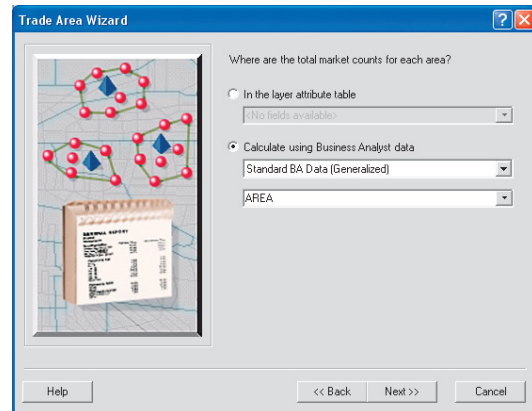 Trade Area Wizard
Where are the total market counts for each area?
In the layer attribute table
<No fields available>
Calculate using Business Analyst data
Standard BA Data (Generalized)
AREA
Help
<< Back
Next >>
Cancel